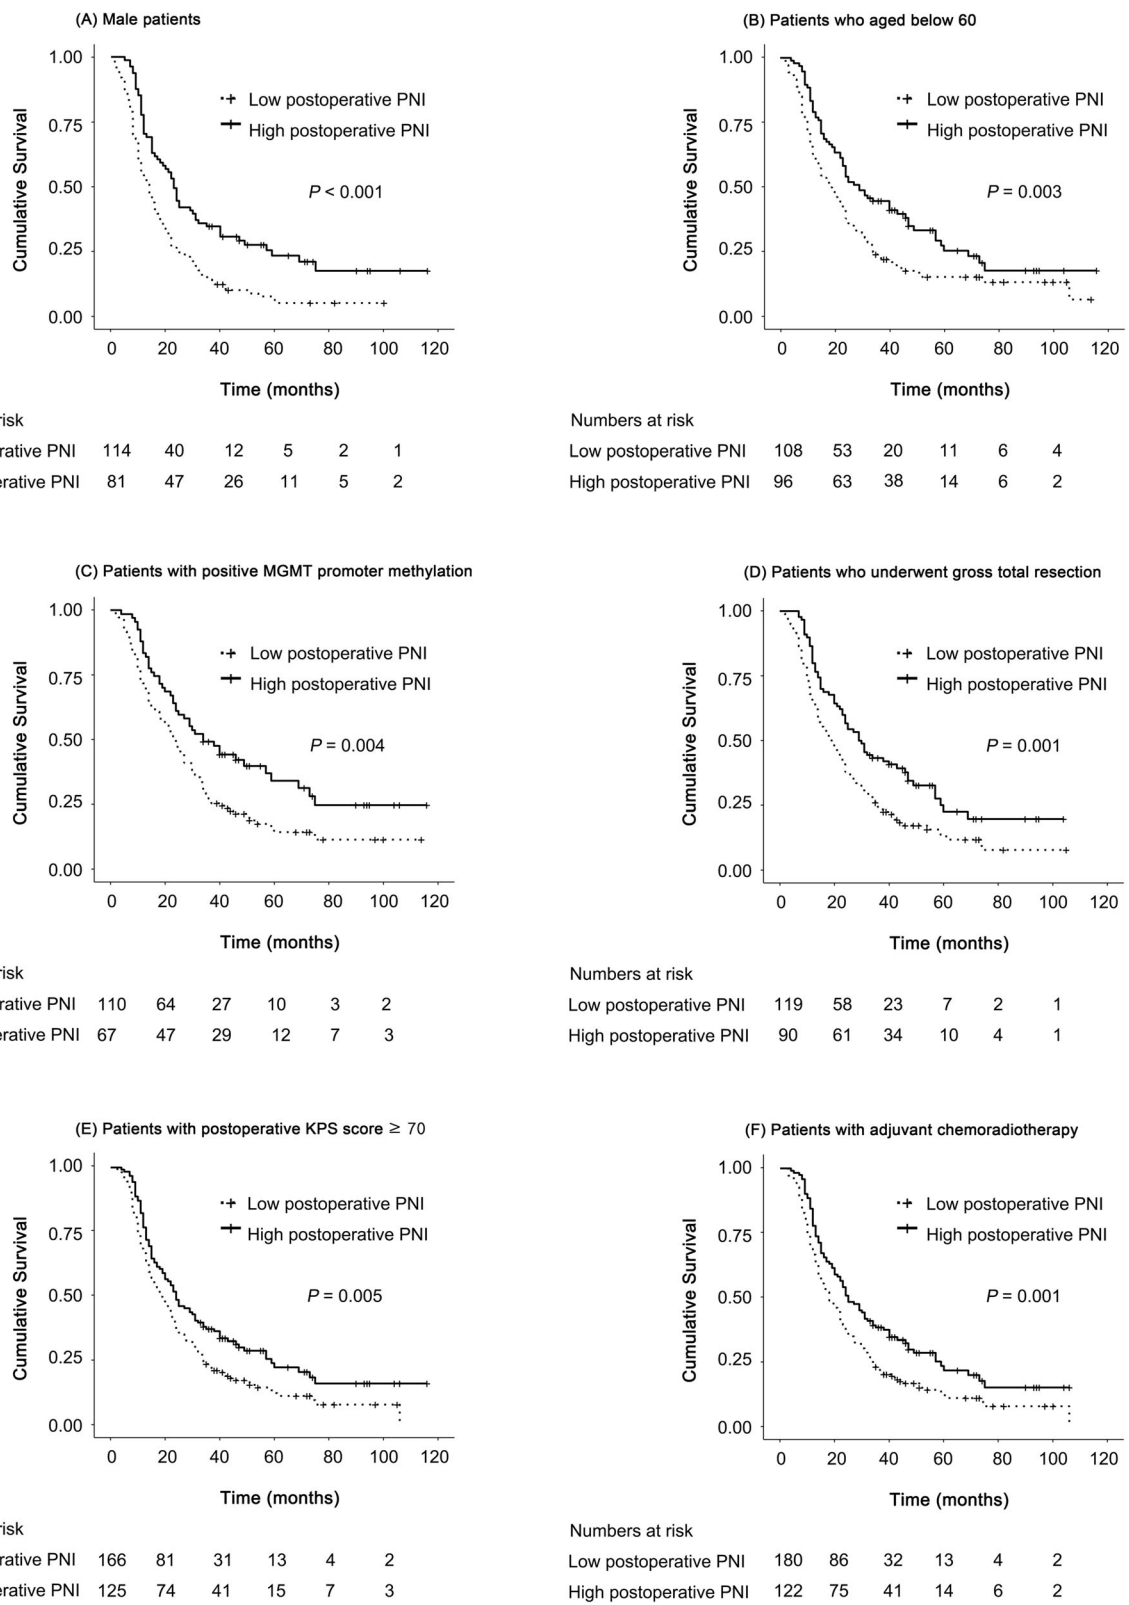 (A) Male patients
1.00
0.75
0.50
0.25
0.00
Cumulative Survival
Low postoperative PNI
High postoperative PNI
P < 0.001
0 20 40 60 80 100 120
Time (months)
risk
rative PNI 114 40 12 5 2 1
erative PNI 81 47 26 11 5 2
(B) Patients who aged below 60
1.00
0.75
0.50
0.25
0.00
Cumulative Survival
Low postoperative PNI
High postoperative PNI
P = 0.003
0 20 40 60 80 100 120
Time (months)
Numbers at risk
Low postoperative PNI 108 53 20 11 6 4
High postoperative PNI 96 63 38 14 6 2
(C) Patients with positive MGMT promoter methylation
1.00
0.75
0.50
0.25
0.00
Cumulative Survival
Low postoperative PNI
High postoperative PNI
P = 0.004
0 20 40 60 80 100 120
Time (months)
risk
rative PNI 110 64 27 10 3 2
erative PNI 67 47 29 12 7 3
(D) Patients who underwent gross total resection
1.00
0.75
0.50
0.25
0.00
Cumulative Survival
Low postoperative PNI
High postoperative PNI
P = 0.001
0 20 40 60 80 100 120
Time (months)
Numbers at risk
Low postoperative PNI 119 58 23 7 2 1
High postoperative PNI 90 61 34 10 4 1
(E) Patients with postoperative KPS score ≥ 70
1.00
0.75
0.50
0.25
0.00
Cumulative Survival
Low postoperative PNI
High postoperative PNI
P = 0.005
0 20 40 60 80 100 120
Time (months)
risk
rative PNI 166 81 31 13 4 2
erative PNI 125 74 41 15 7 3
(F) Patients with adjuvant chemoradiotherapy
1.00
0.75
0.50
0.25
0.00
Cumulative Survival
Low postoperative PNI
High postoperative PNI
P = 0.001
0 20 40 60 80 100 120
Time (months)
Numbers at risk
Low postoperative PNI 180 86 32 13 4 2
High postoperative PNI 122 75 41 14 6 2